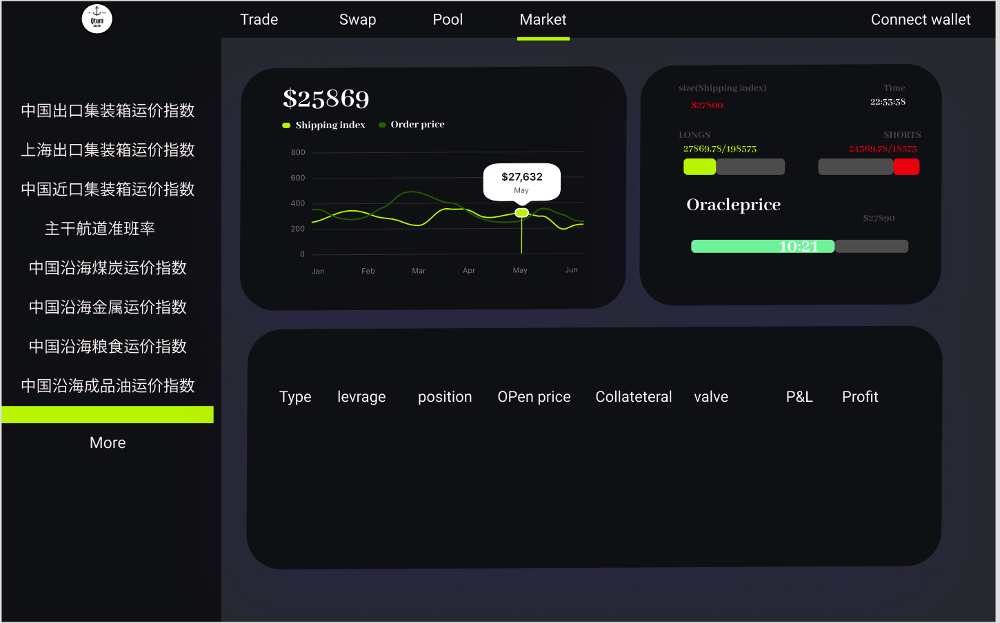 Qtum
Trade Swap Pool Market Connect wallet
中国出口集装箱运价指数
上海出口集装箱运价指数
中国近口集装箱运价指数
主干航道准班率
中国沿海煤炭运价指数
中国沿海金属运价指数
中国沿海粮食运价指数
中国沿海成品油运价指数
More
$25869
Shipping index Order price
800
600
400
200
0
$27,632
May
Jan Feb Mar Apr May Jun
size(Shipping index) Time
$27800 22:33:38
LONGS SHORTS
27869.78/198573 24369.78/18573
Oracleprice
$27890
10:21
Type levrage position OPen price Collateteral valve P&L Profit